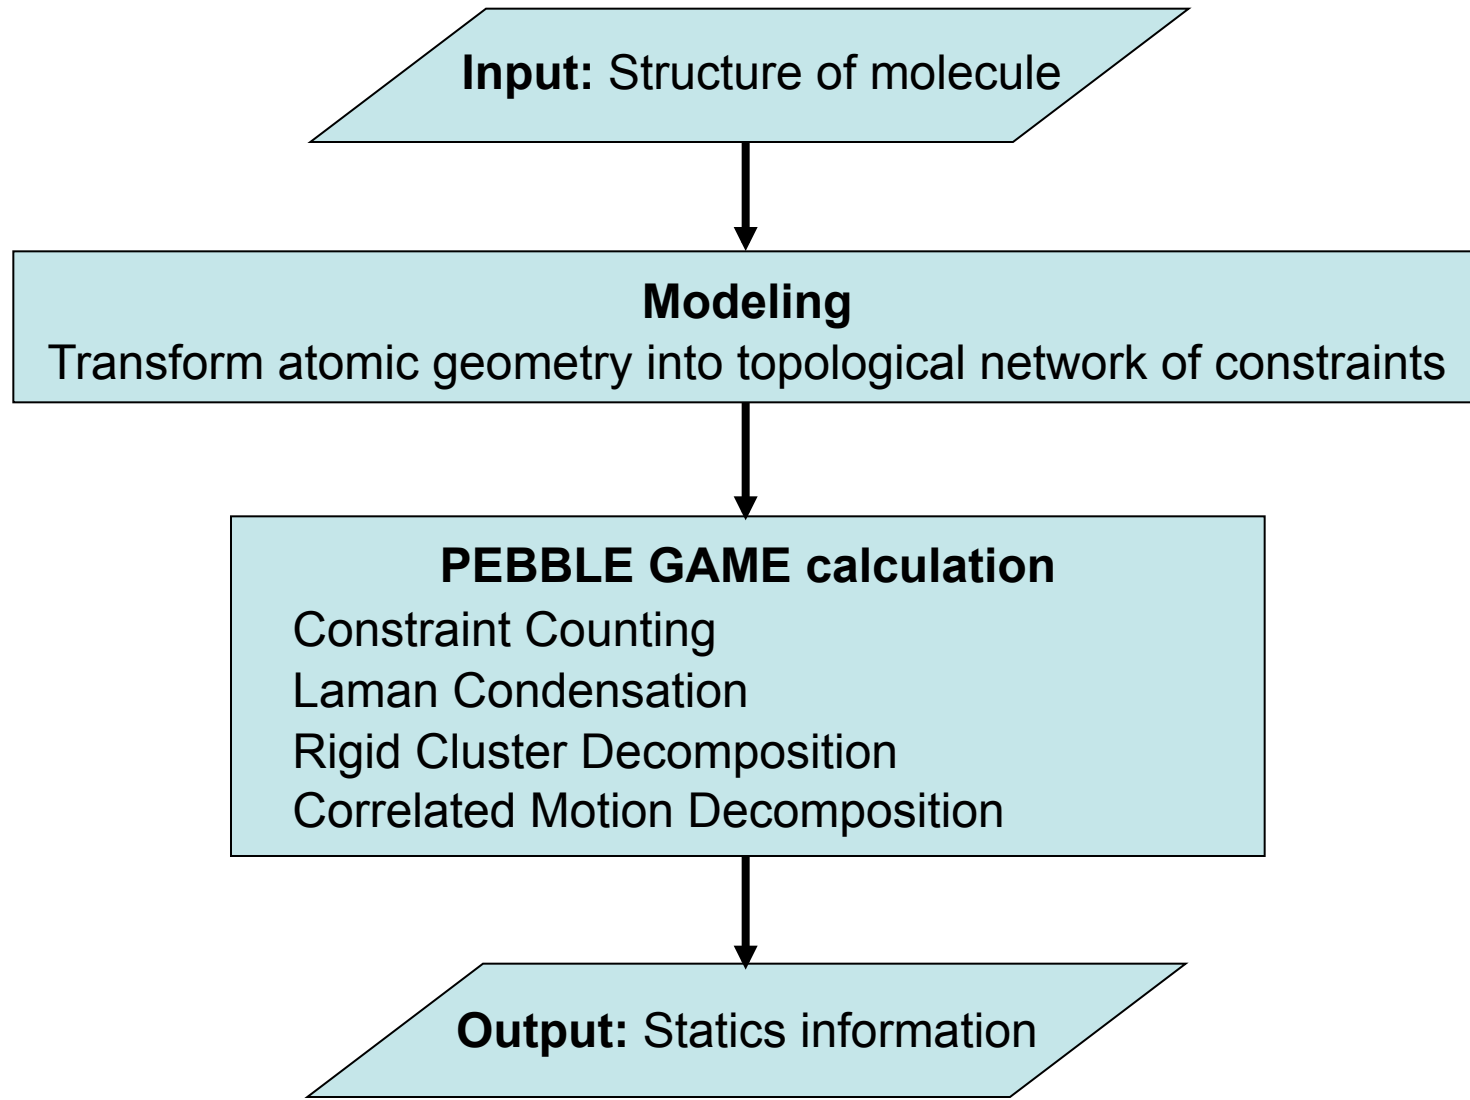 Input: Structure of molecule
Modeling
Transform atomic geometry into topological network of constraints
PEBBLE GAME calculation
Constraint Counting
Laman Condensation
Rigid Cluster Decomposition
Correlated Motion Decomposition
Output: Statics information